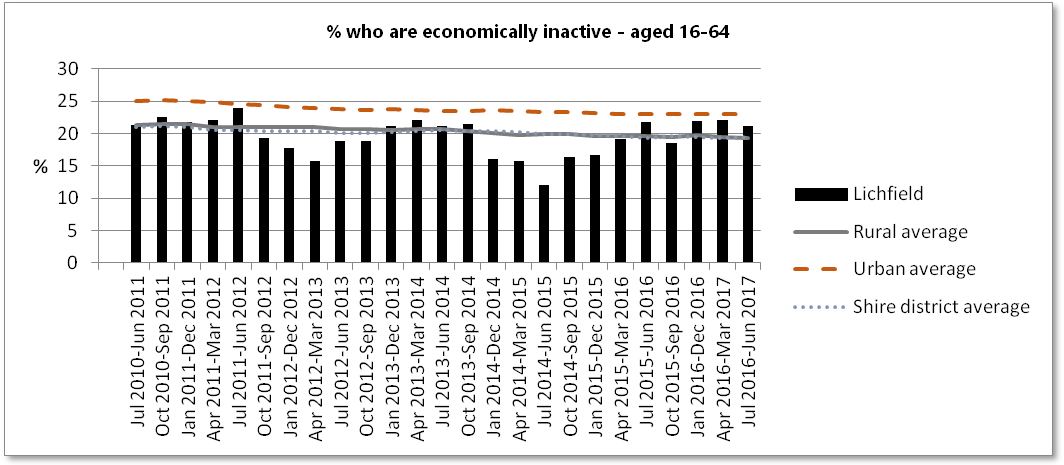 % who are economically inactive - aged 16-64
30
25
20
15
10
5
0
%
Jul 2010-Jun 2011
Oct 2010-Sep 2011
Jan 2011-Dec 2011
Apr 2011-Mar 2012
Jul 2011-Jun 2012
Oct 2011-Sep 2012
Jan 2012-Dec 2012
Apr 2012-Mar 2013
Jul 2012-Jun 2013
Oct 2012-Sep 2013
Jan 2013-Dec 2013
Apr 2013-Mar 2014
Jul 2013-Jun 2014
Oct 2013-Sep 2014
Jan 2014-Dec 2014
Apr 2014-Mar 2015
Jul 2014-Jun 2015
Oct 2014-Sep 2015
Jan 2015-Dec 2015
Apr 2015-Mar 2016
Jul 2015-Jun 2016
Oct 2015-Sep 2016
Jan 2016-Dec 2016
Apr 2016-Mar 2017
Jul 2016-Jun 2017
Lichfield
Rural average
Urban average
Shire district average